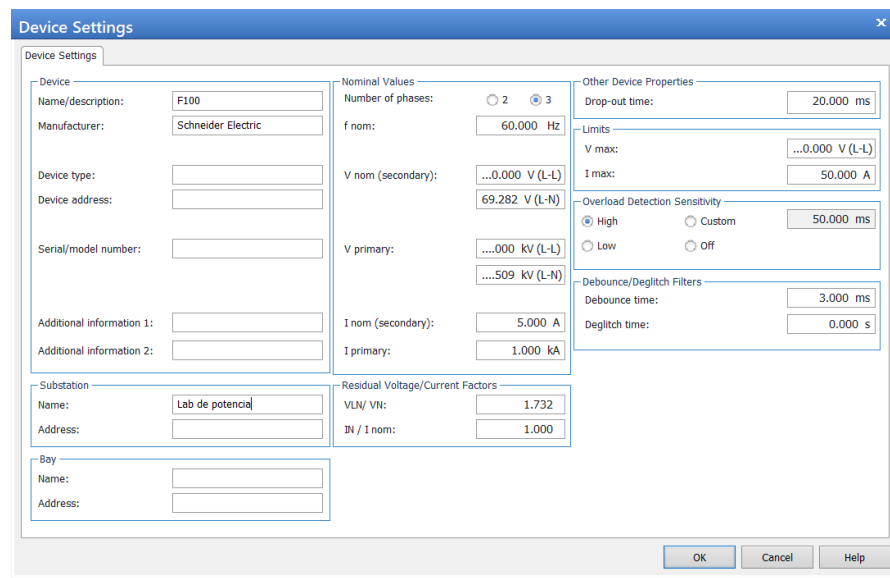 Device Settings
x
Device Settings
Device
Name/description: F100
Manufacturer: Schneider Electric
Device type:
Device address:
Serial/model number:
Additional information 1:
Additional information 2:
Substation
Name: Lab de potencia
Address:
Bay
Name:
Address:
Nominal Values
Number of phases: 2 3
f nom: 60.000 Hz
V nom (secondary): ...0.000 V (L-L)
69.282 V (L-N)
V primary: ....000 kV (L-L)
....509 kV (L-N)
I nom (secondary): 5.000 A
I primary: 1.000 kA
Residual Voltage/Current Factors
VLN/ VN: 1.732
IN / I nom: 1.000
Other Device Properties
Drop-out time: 20.000 ms
Limits
V max: ...0.000 V (L-L)
I max: 50.000 A
Overload Detection Sensitivity
High Custom 50.000 ms
Low Off
Debounce/Deglitch Filters
Debounce time: 3.000 ms
Deglitch time: 0.000 s
OK Cancel Help